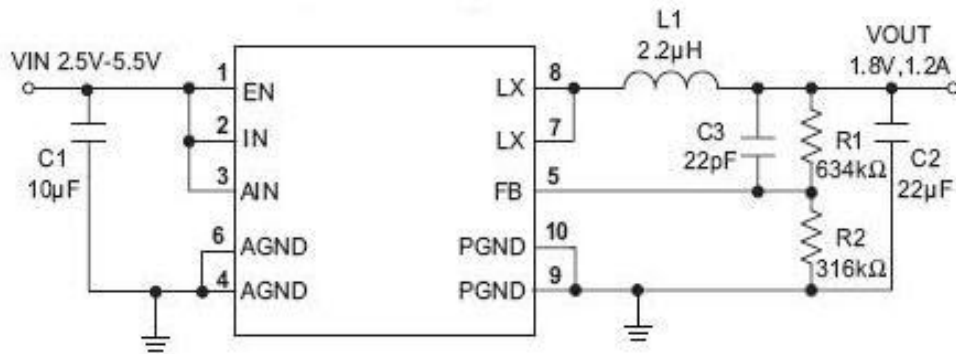 L1
2.2µH
VIN 2.5V-5.5V
VOUT
1.8V,1.2A
1
EN
LX
8
2
IN
LX
7
C1
10µF
C3
22pF
R1
634kΩ
C2
22µF
3
AIN
FB
5
6
AGND
PGND
10
R2
316kΩ
4
AGND
PGND
9